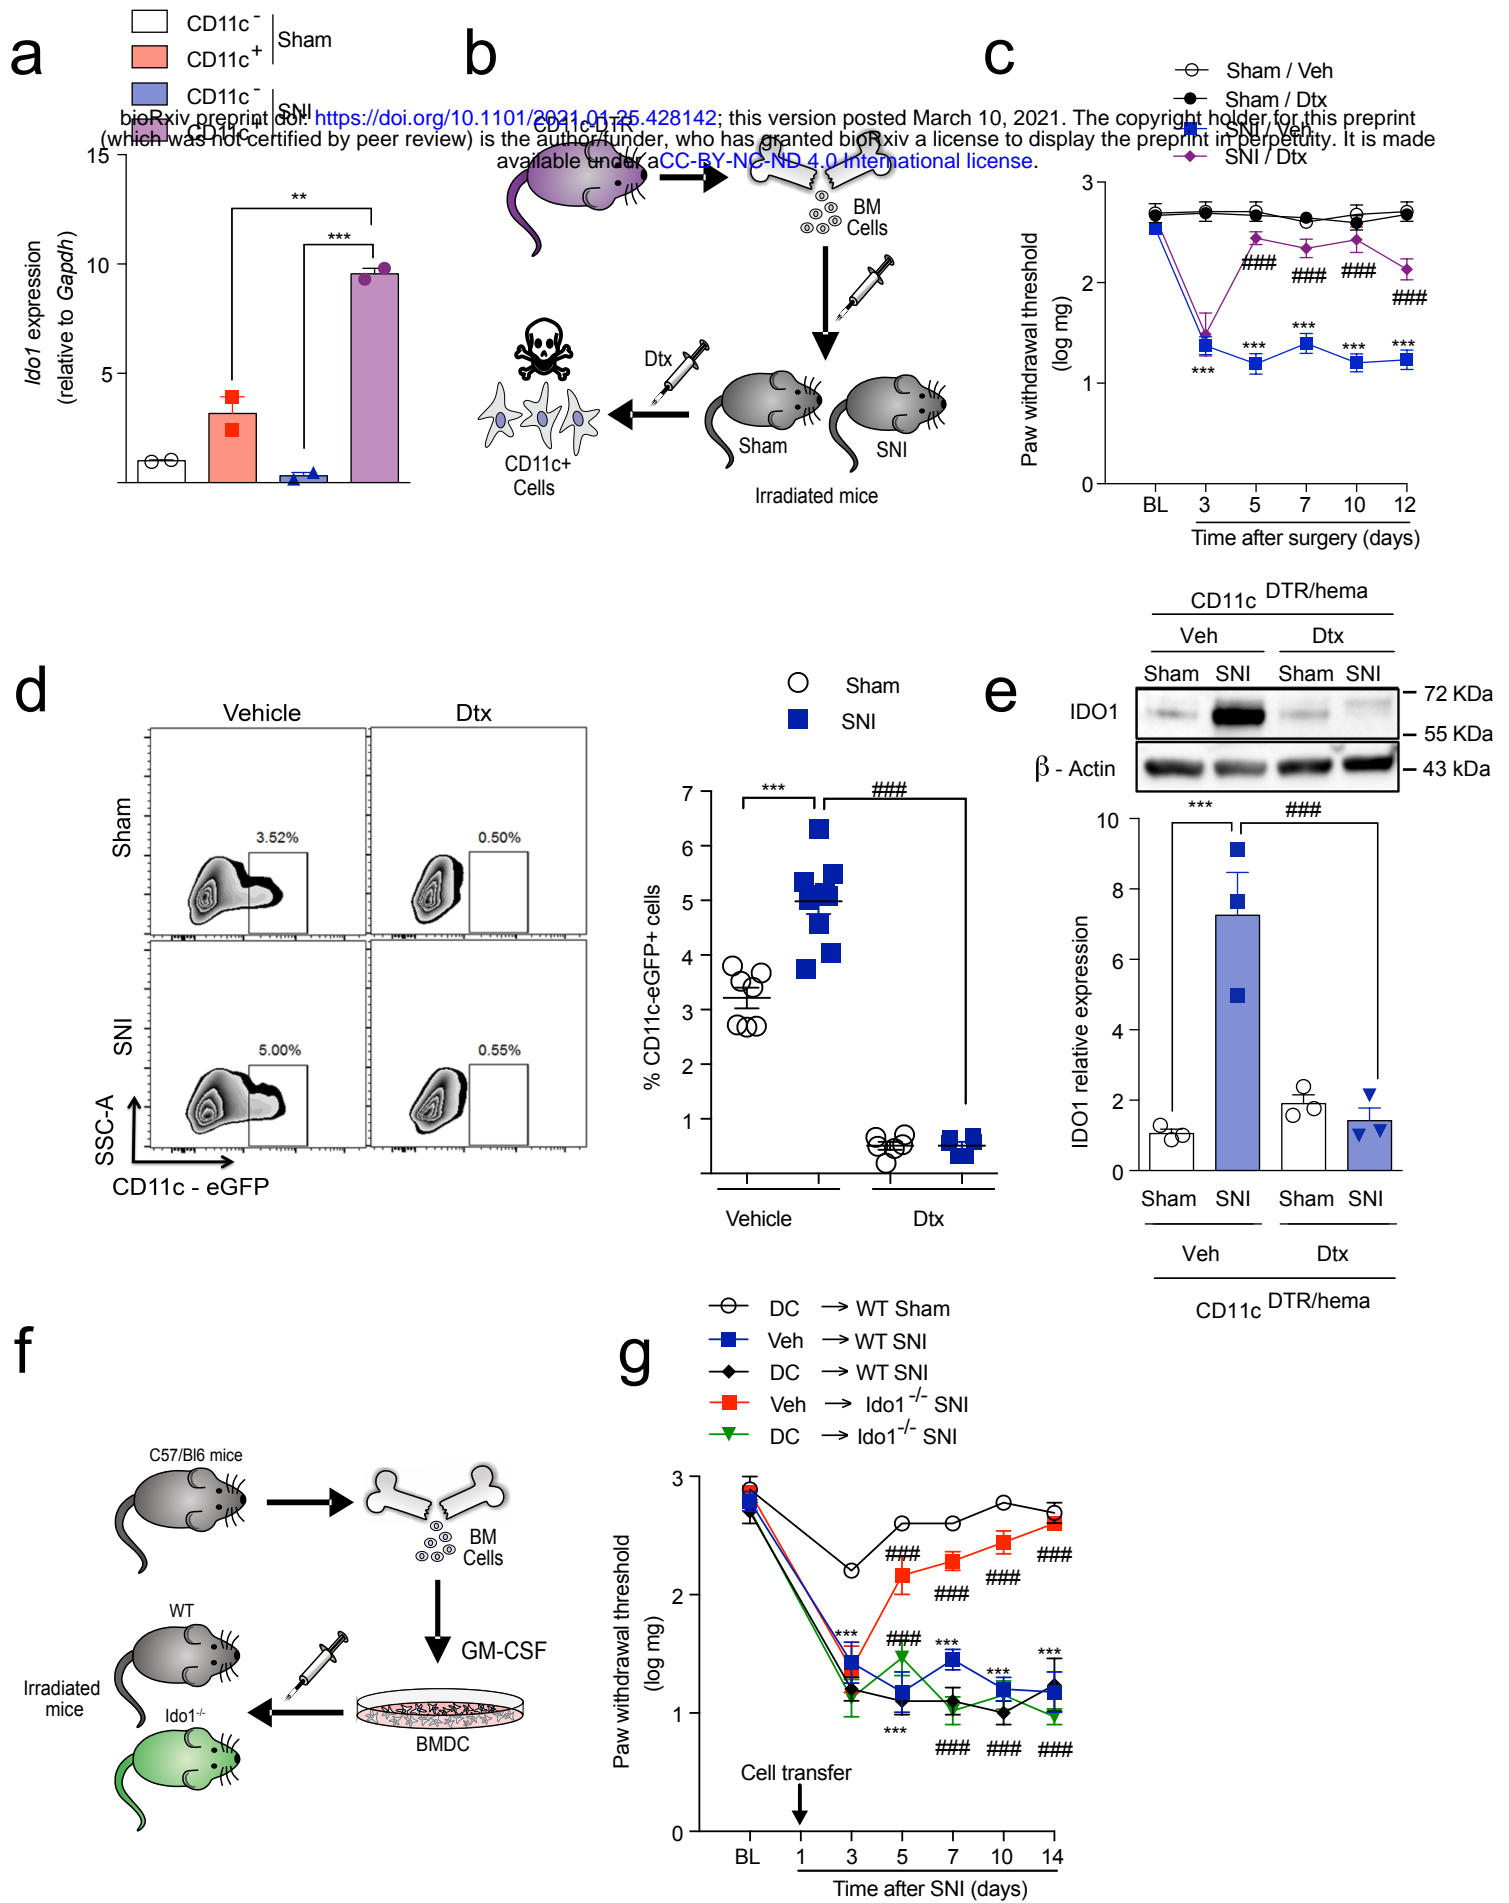 a
CD11c -
CD11c +
Sham
CD11c -
CD11c +
SNI
bioRxiv preprint doi: https://doi.org/10.1101/2021.01.25.428142; this version posted March 10, 2021. The copyright holder for this preprint
(which was not certified by peer review) is the author/funder, who has granted bioRxiv a license to display the preprint in perpetuity. It is made
available under aCC-BY-NC-ND 4.0 International license.
Ido1 expression
(relative to Gapdh)
15
10
5
**
***
b
CD11c-DTR
BM
Cells
Dtx
CD11c+
Cells
Sham
SNI
Irradiated mice
c
Sham / Veh
Sham / Dtx
SNI / Veh
SNI / Dtx
Paw withdrawal threshold
(log mg)
3
2
1
0
### ### ### ###
*** *** *** *** ***
BL 3 5 7 10 12
Time after surgery (days)
d
Vehicle Dtx
Sham
3.52% 0.50%
SNI
5.00% 0.55%
SSC-A
CD11c - eGFP
Sham
SNI
% CD11c-eGFP+ cells
7
6
5
4
3
2
1
*** ###
Vehicle Dtx
e
CD11c DTR/hema
Veh Dtx
Sham SNI Sham SNI
IDO1
72 KDa
55 KDa
β - Actin
43 kDa
*** ###
IDO1 relative expression
10
8
6
4
2
0
Sham SNI Sham SNI
Veh Dtx
CD11c DTR/hema
f
C57/Bl6 mice
BM
Cells
GM-CSF
BMDC
WT
Irradiated
mice
Ido1-/-
g
DC → WT Sham
Veh → WT SNI
DC → WT SNI
Veh → Ido1-/- SNI
DC → Ido1-/- SNI
Paw withdrawal threshold
(log mg)
3
2
1
0
### ### ### ###
*** ### *** *** ***
*** ### ### ###
Cell transfer
BL 1 3 5 7 10 14
Time after SNI (days)